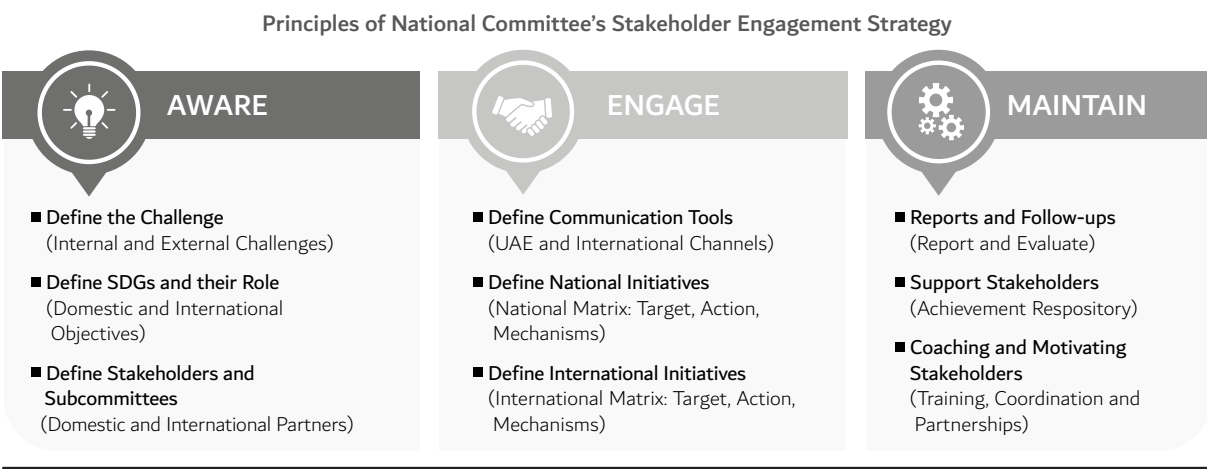 Principles of National Committee's Stakeholder Engagement Strategy
AWARE
■ Define the Challenge
(Internal and External Challenges)
■ Define SDGs and their Role
(Domestic and International
Objectives)
■ Define Stakeholders and
Subcommittees
(Domestic and International Partners)
ENGAGE
■ Define Communication Tools
(UAE and International Channels)
■ Define National Initiatives
(National Matrix: Target, Action,
Mechanisms)
■ Define International Initiatives
(International Matrix: Target, Action,
Mechanisms)
MAINTAIN
■ Reports and Follow-ups
(Report and Evaluate)
■ Support Stakeholders
(Achievement Respository)
■ Coaching and Motivating
Stakeholders
(Training, Coordination and
Partnerships)